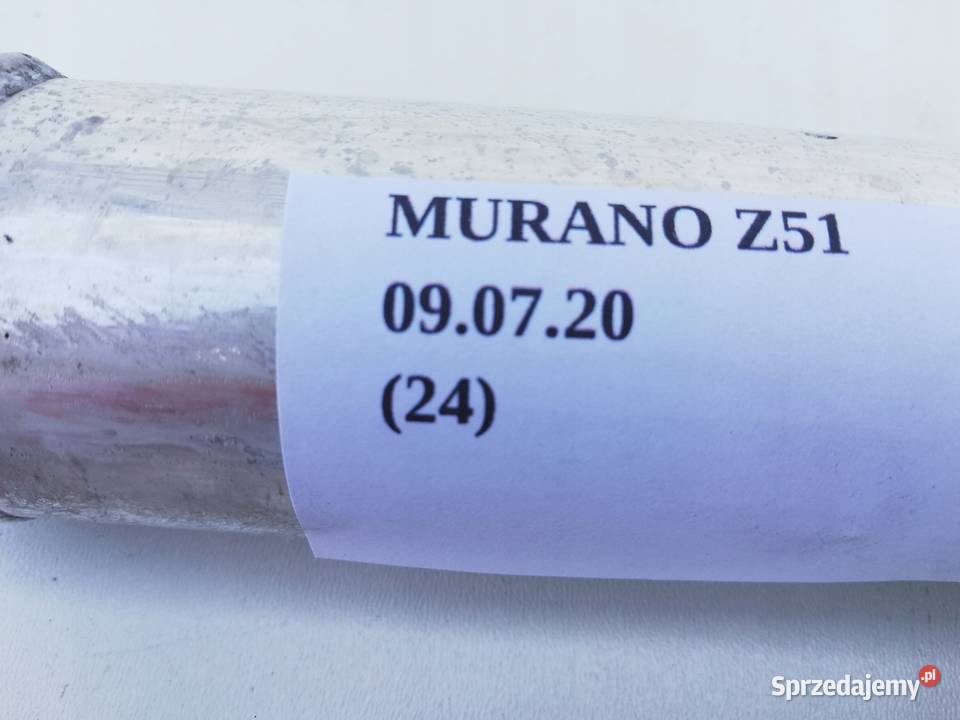 MURANO Z51
09.07.20
(24)
Sprzedajemy.pl